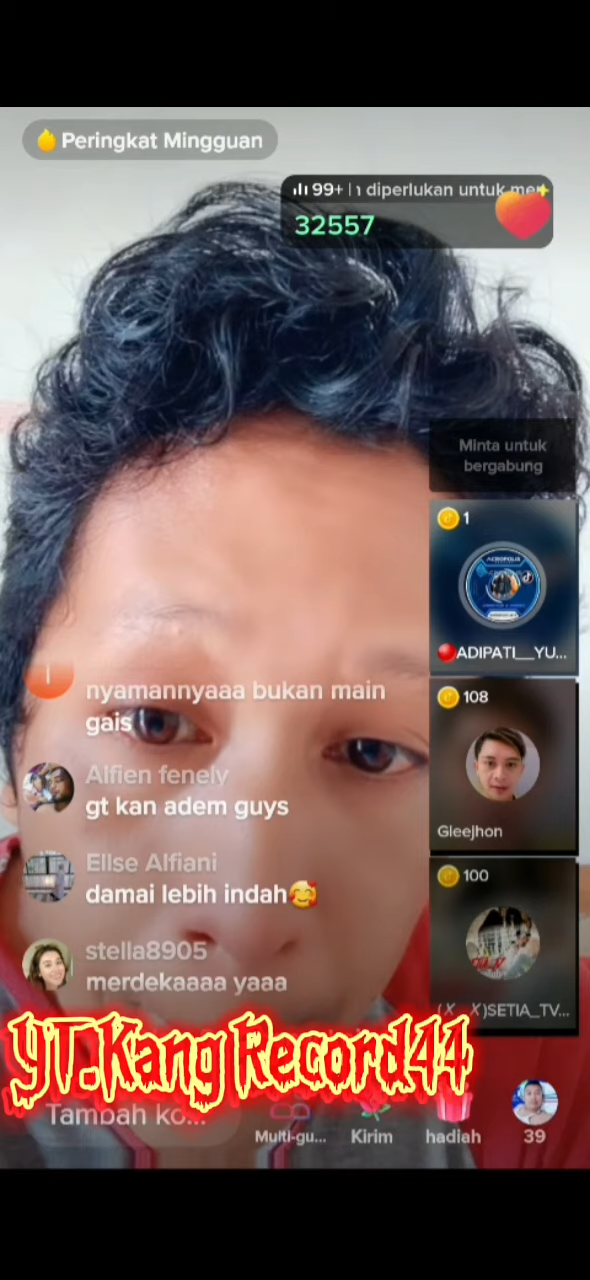 Peringkat Mingguan
99+ | diperlukan untuk
32557
Minta untuk
bergabung
1
ADIPATI__YU...
108
Gleejhon
100
SETIA_TV...
nyamannyaaa bukan main
gais
Alfien fenely
gt kan adem guys
Ellse Alfiani
damai lebih indah🥰
stella8905
merdekaaaa yaaa
YT.Kang Record44
Tambah ko...
Multi-gu...
Kirim
hadiah
39